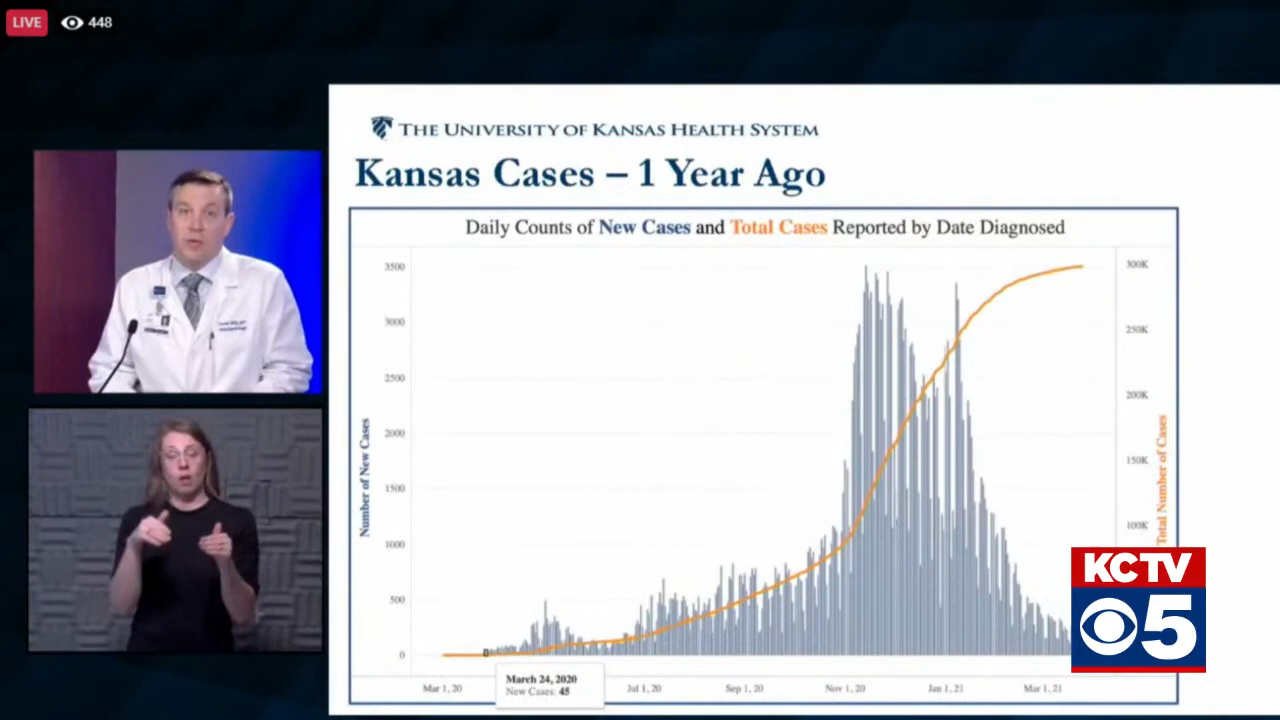 LIVE 448
THE UNIVERSITY OF KANSAS HEALTH SYSTEM
Kansas Cases – 1 Year Ago
Daily Counts of New Cases and Total Cases Reported by Date Diagnosed
3500
3000
2500
2000
1500
1000
500
0
Number of New Cases
300K
250K
200K
150K
100K
Total Number of Cases
Mar 1, 20
Jul 1, 20
Sep 1, 20
Nov 1, 20
Jan 1, 21
Mar 1, 21
March 24, 2020
New Cases: 45
KCTV
5